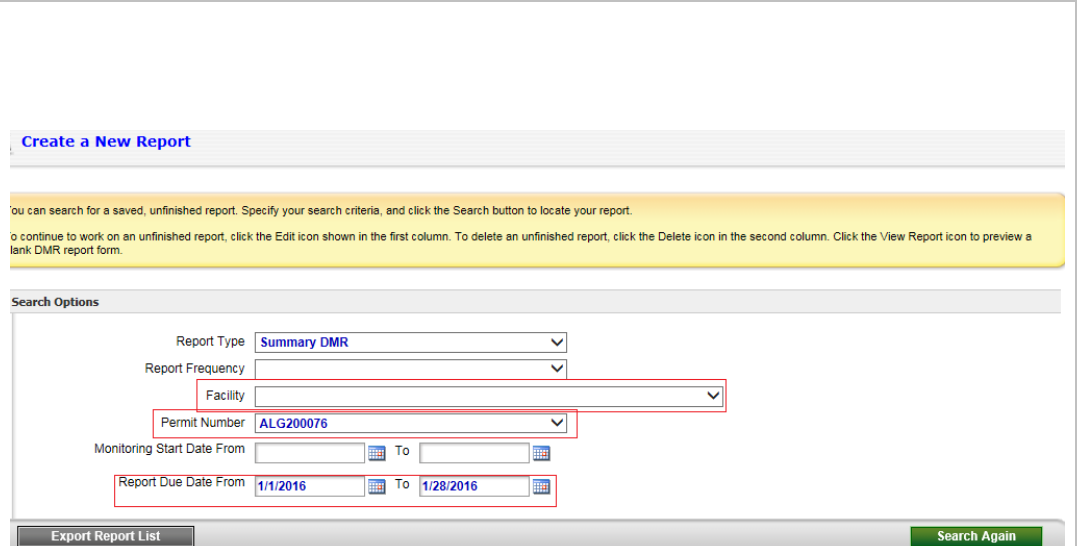 Create a New Report
ou can search for a saved, unfinished report. Specify your search criteria, and click the Search button to locate your report.
o continue to work on an unfinished report, click the Edit icon shown in the first column. To delete an unfinished report, click the Delete icon in the second column. Click the View Report icon to preview a
lank DMR report form.
Search Options
Report Type Summary DMR
Report Frequency
Facility
Permit Number ALG200076
Monitoring Start Date From To
Report Due Date From 1/1/2016 To 1/28/2016
Export Report List Search Again